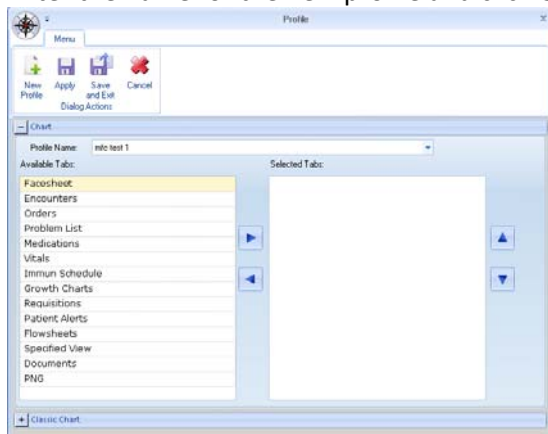 Profile
Menu
New Profile
Apply
Save and Exit
Cancel
Dialog Actions
Chart
Profile Name: mfc test 1
Available Tabs:
Selected Tabs:
Facesheet
Encounters
Orders
Problem List
Medications
Vitals
Immun Schedule
Growth Charts
Requisitions
Patient Alerts
Flowsheets
Specified View
Documents
PNG
Classic Chart